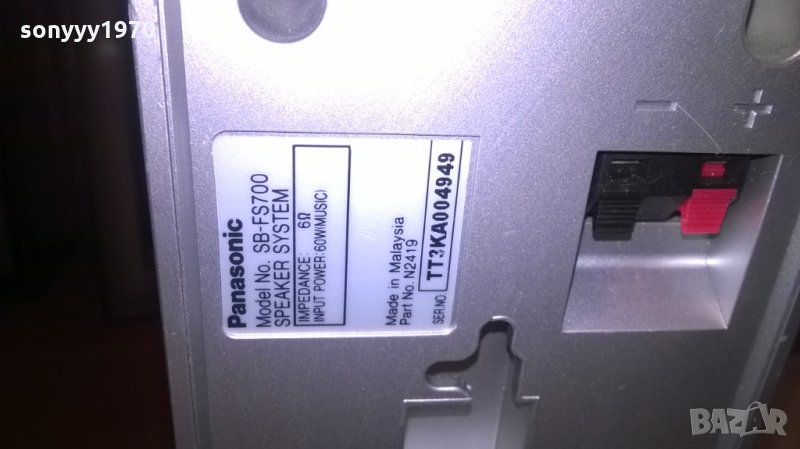 sonyyy1970
Panasonic
Model No. SB-FS700
SPEAKER SYSTEM
IMPEDANCE: 6Ω
INPUT POWER: 60W(MUSIC)
Made in Malaysia
Part No. N2419
SER.NO. TT3KA004949
− +
BAZAR